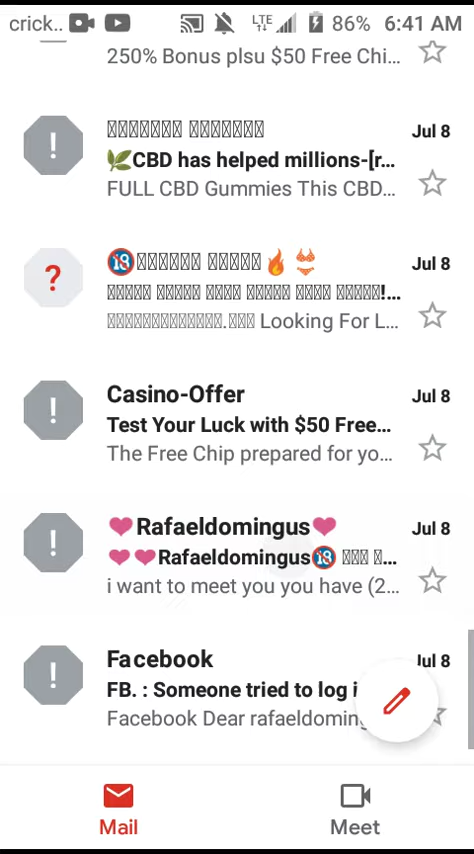 crick.. LTE 86% 6:41 AM
250% Bonus plsu $50 Free Chi...
Jul 8
🌿CBD has helped millions-[r...
FULL CBD Gummies This CBD...
🔞 🔥 👙 Jul 8
!...
Looking For L...
Casino-Offer Jul 8
Test Your Luck with $50 Free...
The Free Chip prepared for yo...
❤Rafaeldomingus❤ Jul 8
❤❤Rafaeldomingus🔞 ...
i want to meet you you have (2...
Facebook Jul 8
FB. : Someone tried to log i
Facebook Dear rafaeldoming
Mail Meet